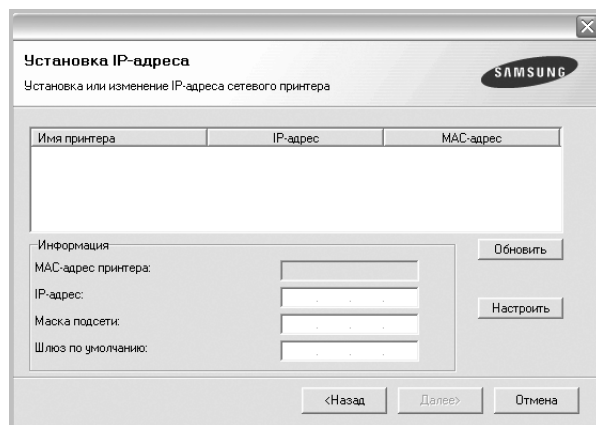 Установка IP-адреса
Установка или изменение IP-адреса сетевого принтера
SAMSUNG
Имя принтера IP-адрес MAC-адрес
Информация
MAC-адрес принтера:
IP-адрес:
Маска подсети:
Шлюз по умолчанию:
Обновить
Настроить
<Назад Далее> Отмена